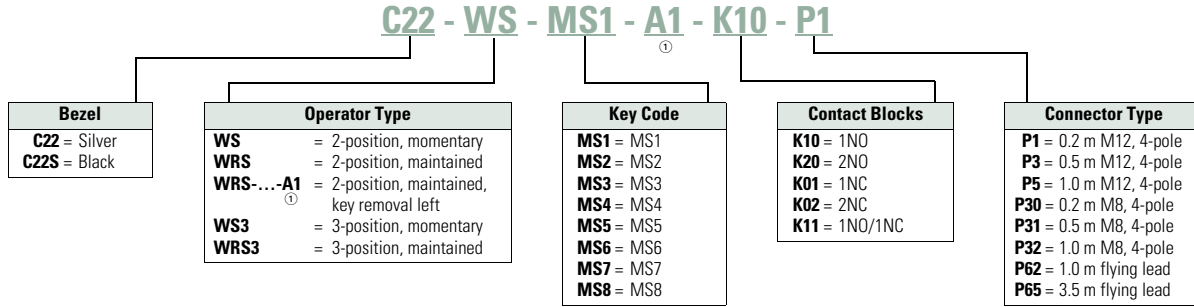 C22 - WS - MS1 - A1 - K10 - P1
①
Bezel
C22 = Silver
C22S = Black
Operator Type
WS = 2-position, momentary
WRS = 2-position, maintained
WRS-...-A1 = 2-position, maintained,
① key removal left
WS3 = 3-position, momentary
WRS3 = 3-position, maintained
Key Code
MS1 = MS1
MS2 = MS2
MS3 = MS3
MS4 = MS4
MS5 = MS5
MS6 = MS6
MS7 = MS7
MS8 = MS8
Contact Blocks
K10 = 1NO
K20 = 2NO
K01 = 1NC
K02 = 2NC
K11 = 1NO/1NC
Connector Type
P1 = 0.2 m M12, 4-pole
P3 = 0.5 m M12, 4-pole
P5 = 1.0 m M12, 4-pole
P30 = 0.2 m M8, 4-pole
P31 = 0.5 m M8, 4-pole
P32 = 1.0 m M8, 4-pole
P62 = 1.0 m flying lead
P65 = 3.5 m flying lead